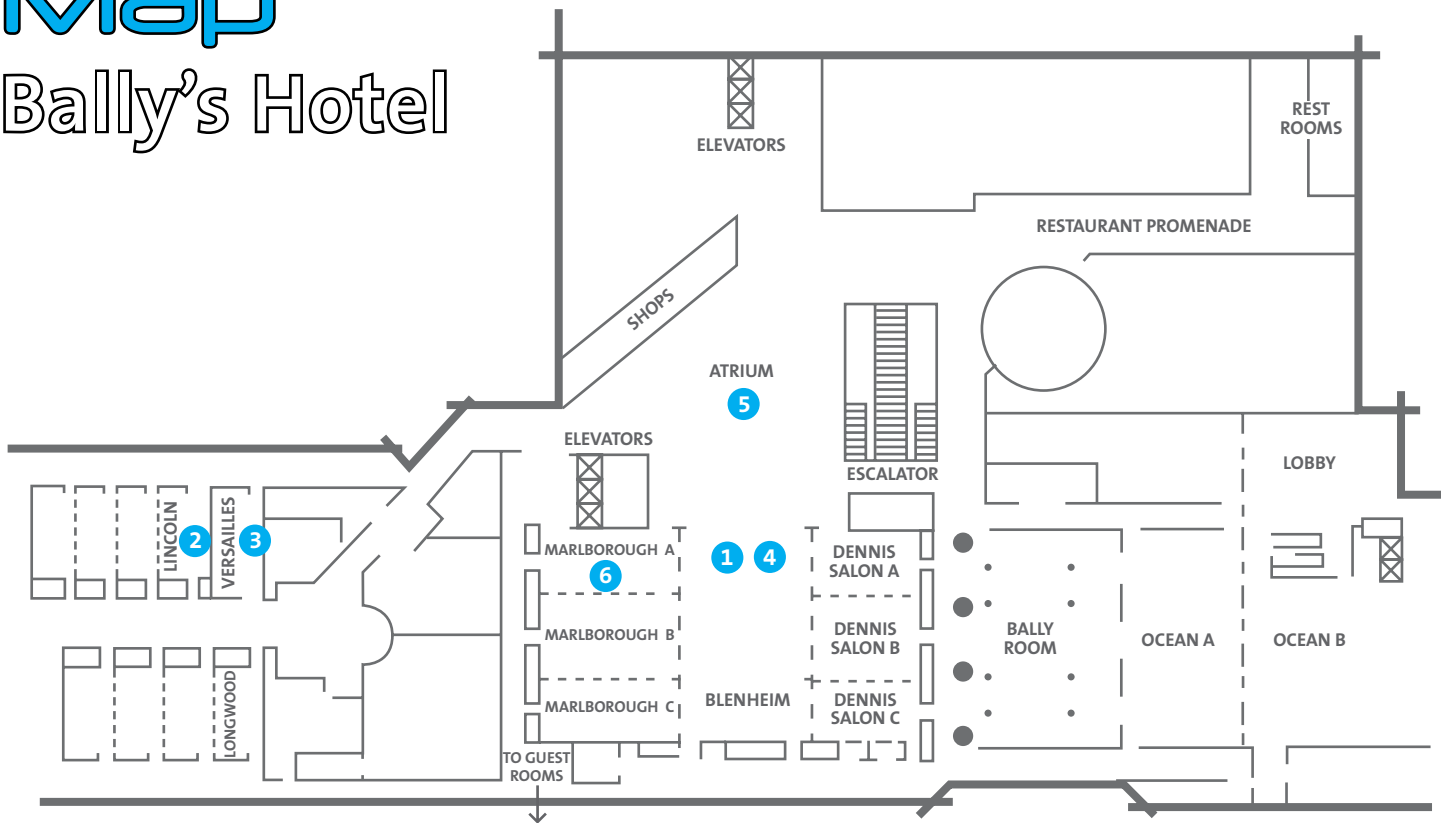 Map
Bally's Hotel
ELEVATORS
REST
ROOMS
RESTAURANT PROMENADE
SHOPS
ATRIUM
5
ELEVATORS
ESCALATOR
LOBBY
LINCOLN
2
VERSAILLES
3
MARLBOROUGH A
6
1
4
DENNIS
SALON A
MARLBOROUGH B
DENNIS
SALON B
BALLY
ROOM
OCEAN A
OCEAN B
LONGWOOD
MARLBOROUGH C
BLENHEIM
DENNIS
SALON C
TO GUEST
ROOMS